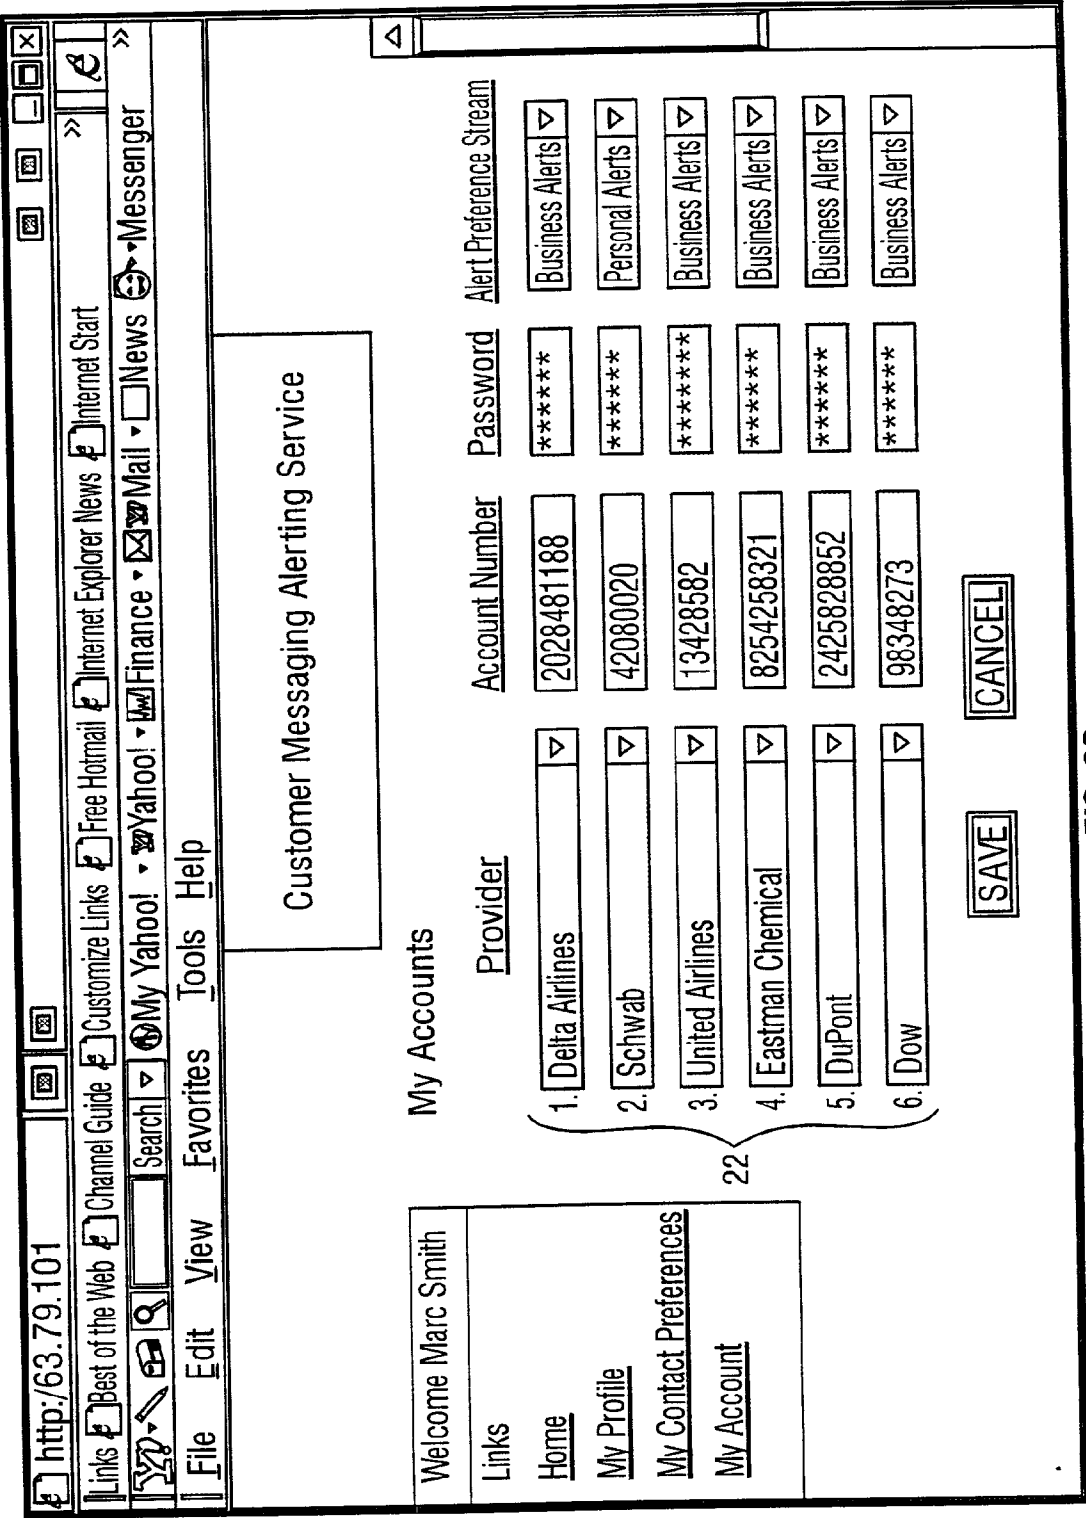 http:/63.79.101
Links Best of the Web Channel Guide Customize Links Free Hotmail Internet Explorer News Internet Start »
Y! Search My Yahoo! Yahoo! Finance Mail News Messenger »
File Edit View Favorites Tools Help
Customer Messaging Alerting Service
Welcome Marc Smith
Links
Home
My Profile
My Contact Preferences
My Account
My Accounts
Provider Account Number Password Alert Preference Stream
22
1. Delta Airlines 2028481188 ****** Business Alerts
2. Schwab 42080020 ****** Personal Alerts
3. United Airlines 13428582 ******* Business Alerts
4. Eastman Chemical 8254258321 ****** Business Alerts
5. DuPont 2425828852 ****** Business Alerts
6. Dow 98348273 ****** Business Alerts
SAVE CANCEL